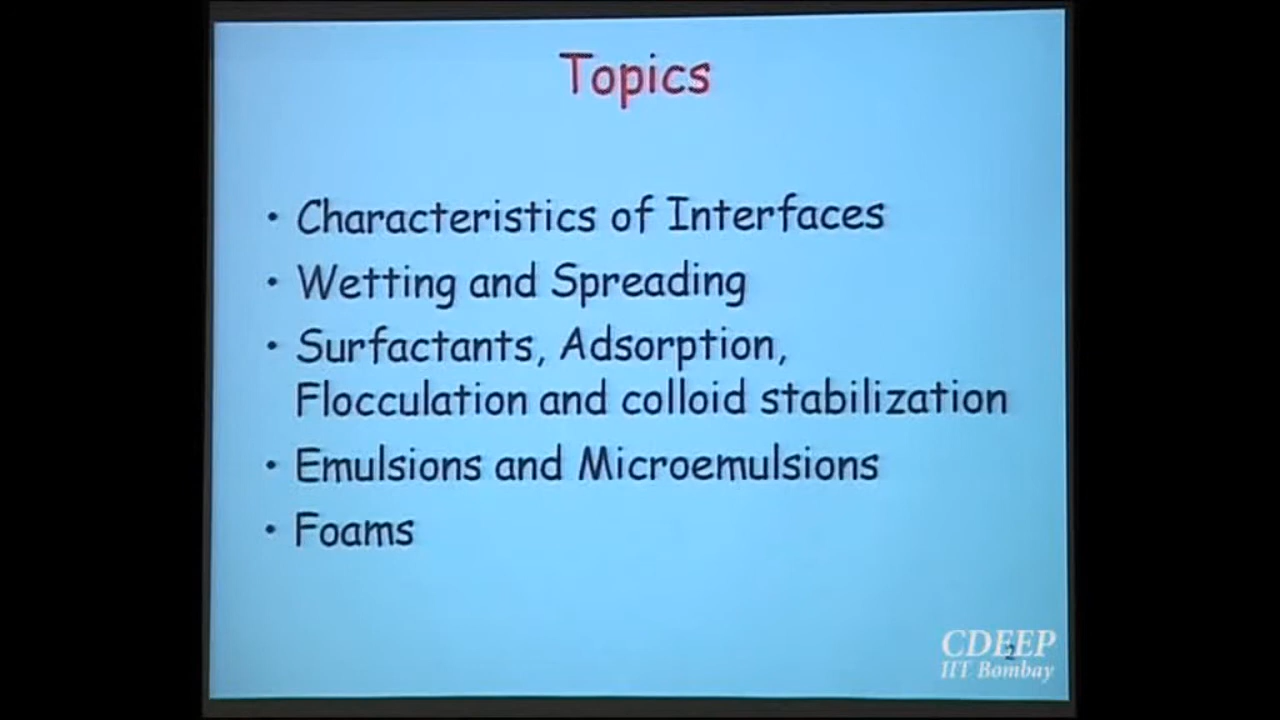 Topics
• Characteristics of Interfaces
• Wetting and Spreading
• Surfactants, Adsorption,
Flocculation and colloid stabilization
• Emulsions and Microemulsions
• Foams
2
CDEEP
IIT Bombay